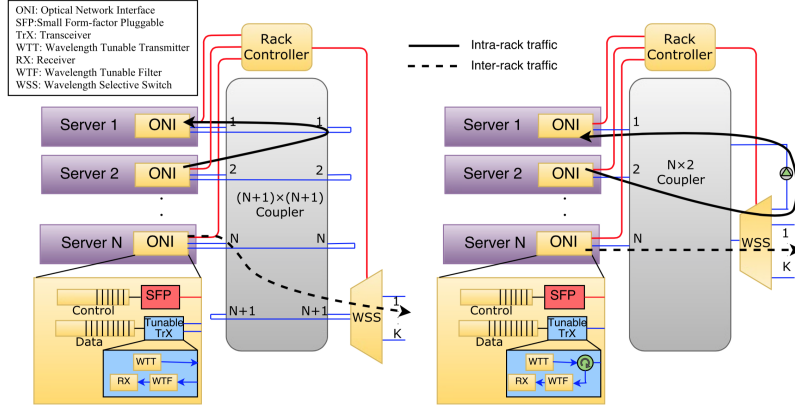 ONI: Optical Network Interface
SFP:Small Form-factor Pluggable
TrX: Transceiver
WTT: Wavelength Tunable Transmitter
RX: Receiver
WTF: Wavelength Tunable Filter
WSS: Wavelength Selective Switch
Rack
Controller
Server 1
ONI
1
1
Server 2
ONI
2
2
(N+1)×(N+1)
Coupler
Server N
ONI
N
N
N+1
N+1
WSS
1
K
Control
SFP
Data
Tunable
TrX
WTT
RX
WTF
Intra-rack traffic
Inter-rack traffic
Rack
Controller
Server 1
ONI
1
Server 2
ONI
2
N×2
Coupler
Server N
ONI
N
WSS
1
K
Control
SFP
Data
Tunable
TrX
WTT
RX
WTF